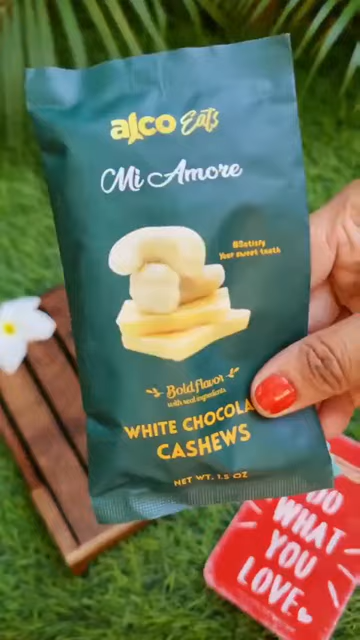 alco Eats
Mi Amore
#Satisfy
Your sweet tooth
Bold flavor
with real ingredients
WHITE CHOCOLA
CASHEWS
NET WT. 1.5 OZ
DO
WHAT
YOU
LOVE